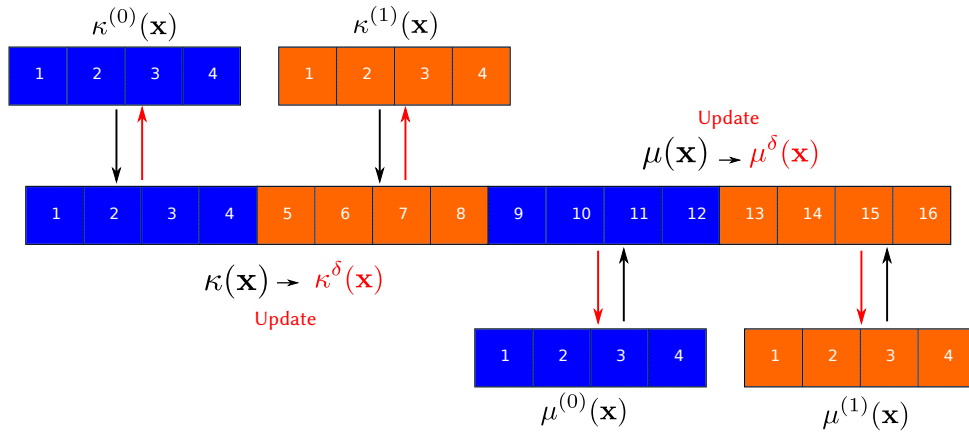 κ⁽⁰⁾(x) κ⁽¹⁾(x)
1 2 3 4 1 2 3 4
Update
μ(x) → μᵟ(x)
1 2 3 4 5 6 7 8 9 10 11 12 13 14 15 16
κ(x) → κᵟ(x)
Update
1 2 3 4 1 2 3 4
μ⁽⁰⁾(x) μ⁽¹⁾(x)